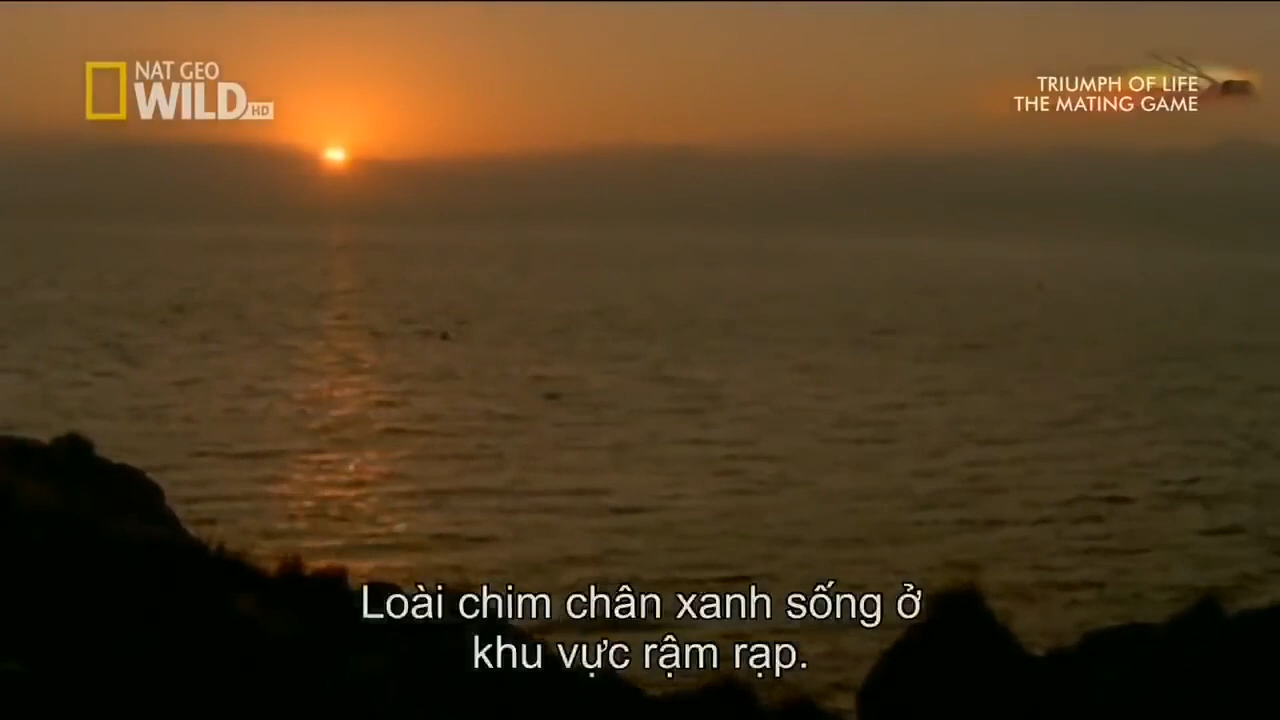 NAT GEO
WILD HD
TRIUMPH OF LIFE
THE MATING GAME
Loài chim chân xanh sống ở
khu vực rậm rạp.